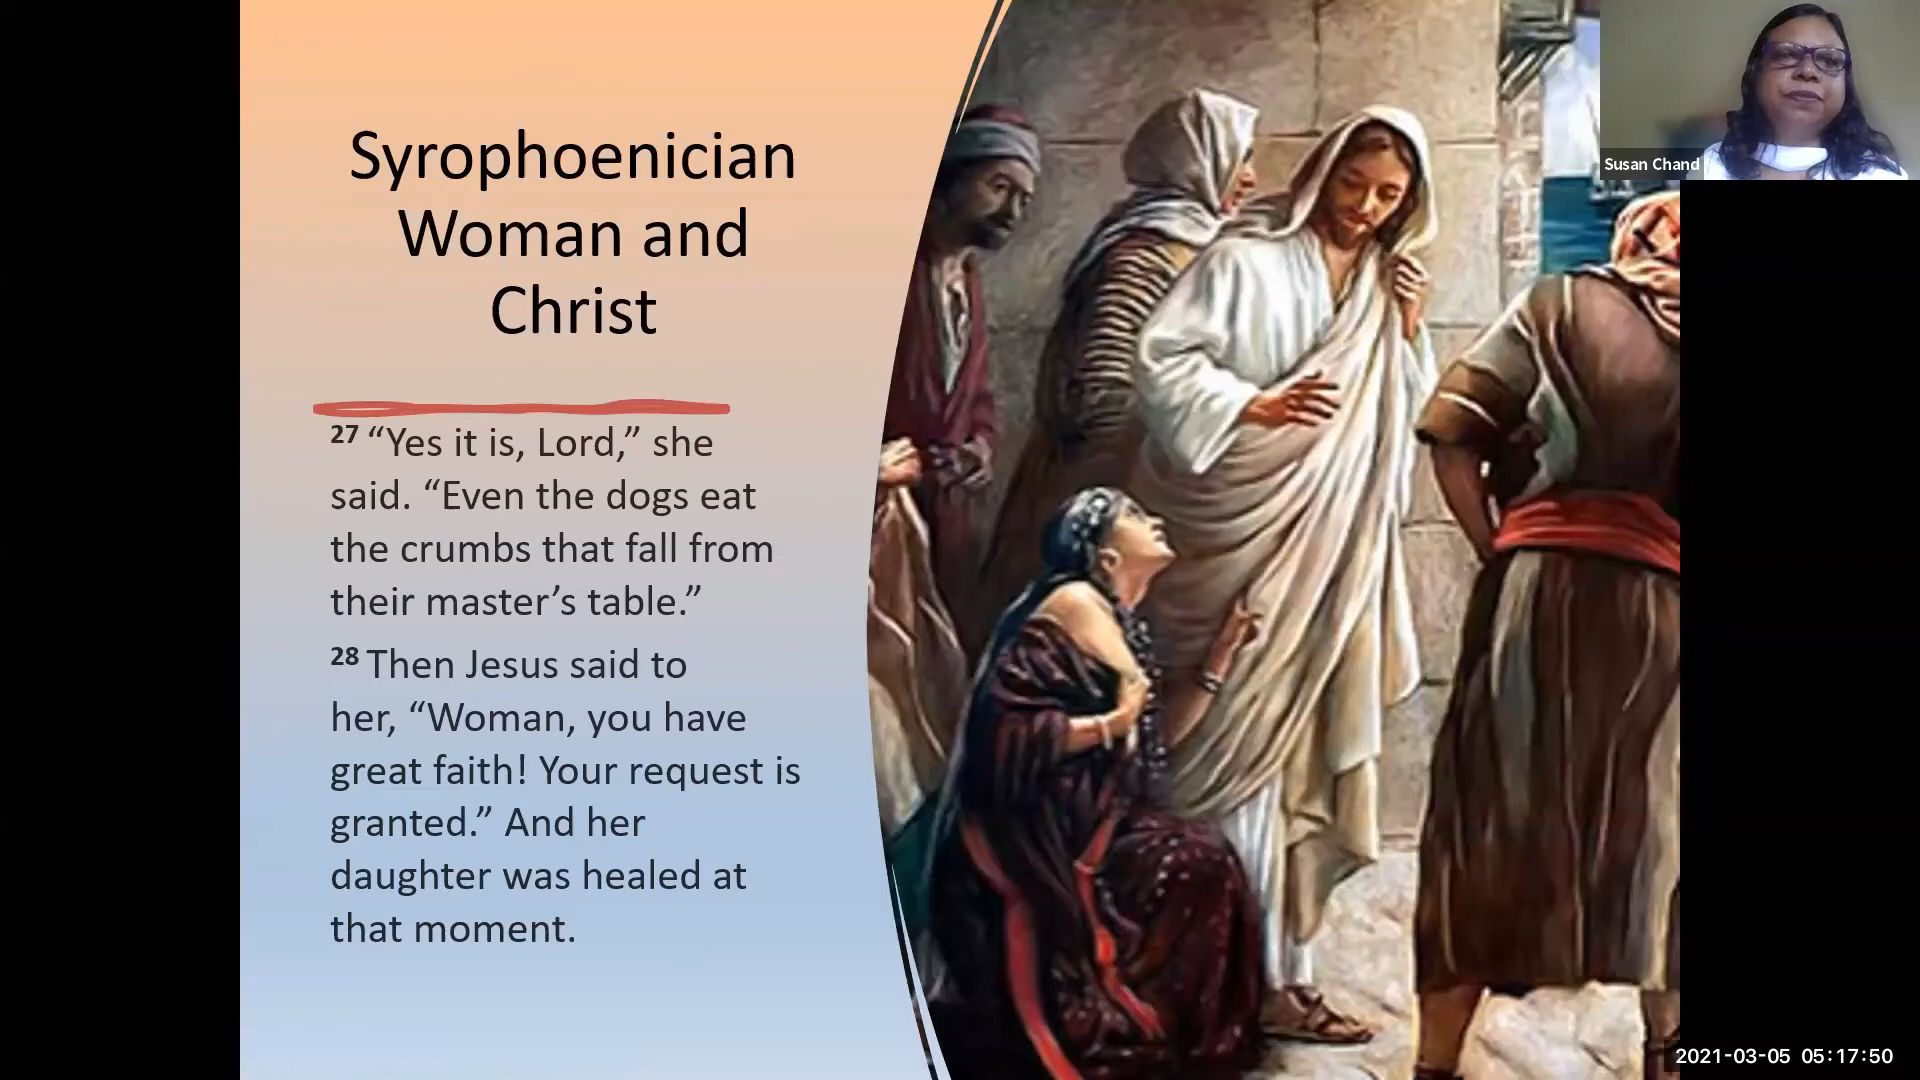 Syrophoenician
Woman and
Christ
27 “Yes it is, Lord,” she
said. “Even the dogs eat
the crumbs that fall from
their master’s table.”
28 Then Jesus said to
her, “Woman, you have
great faith! Your request is
granted.” And her
daughter was healed at
that moment.
Susan Chand
2021-03-05 05:17:50